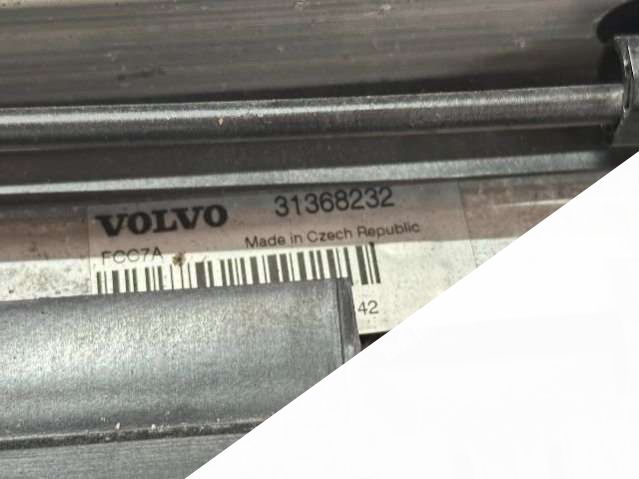 VOLVO 31368232
FCC7A Made in Czech Republic
42